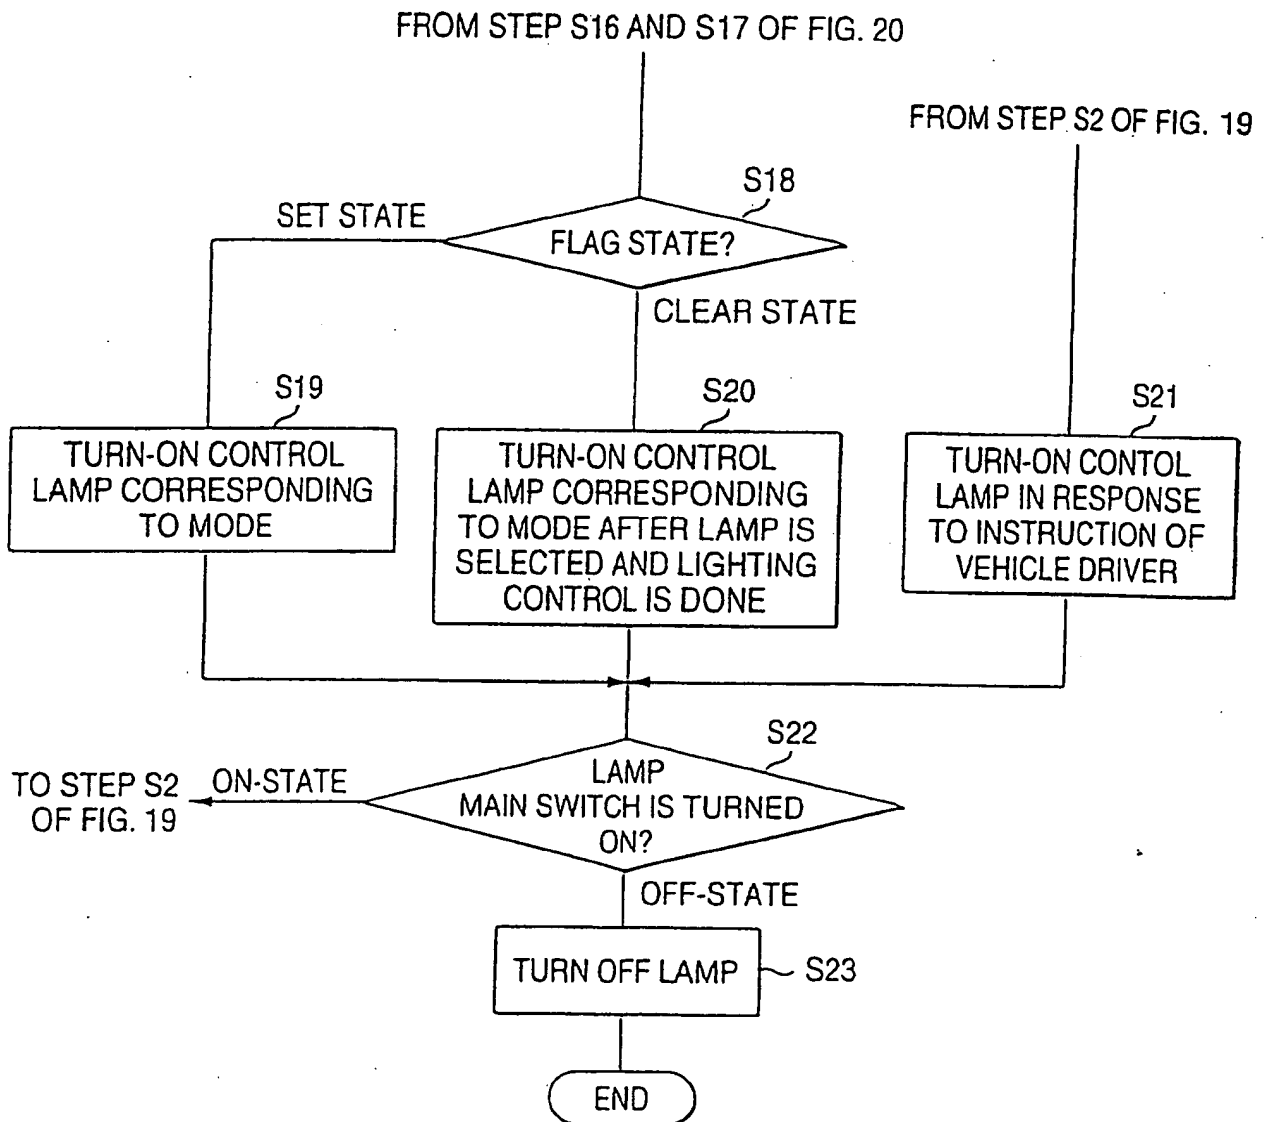 FROM STEP S16 AND S17 OF FIG. 20
FROM STEP S2 OF FIG. 19
S18
SET STATE
FLAG STATE?
CLEAR STATE
S19
TURN-ON CONTROL
LAMP CORRESPONDING
TO MODE
S20
TURN-ON CONTROL
LAMP CORRESPONDING
TO MODE AFTER LAMP IS
SELECTED AND LIGHTING
CONTROL IS DONE
S21
TURN-ON CONTOL
LAMP IN RESPONSE
TO INSTRUCTION OF
VEHICLE DRIVER
S22
LAMP
MAIN SWITCH IS TURNED
ON?
ON-STATE
TO STEP S2
OF FIG. 19
OFF-STATE
TURN OFF LAMP
S23
END